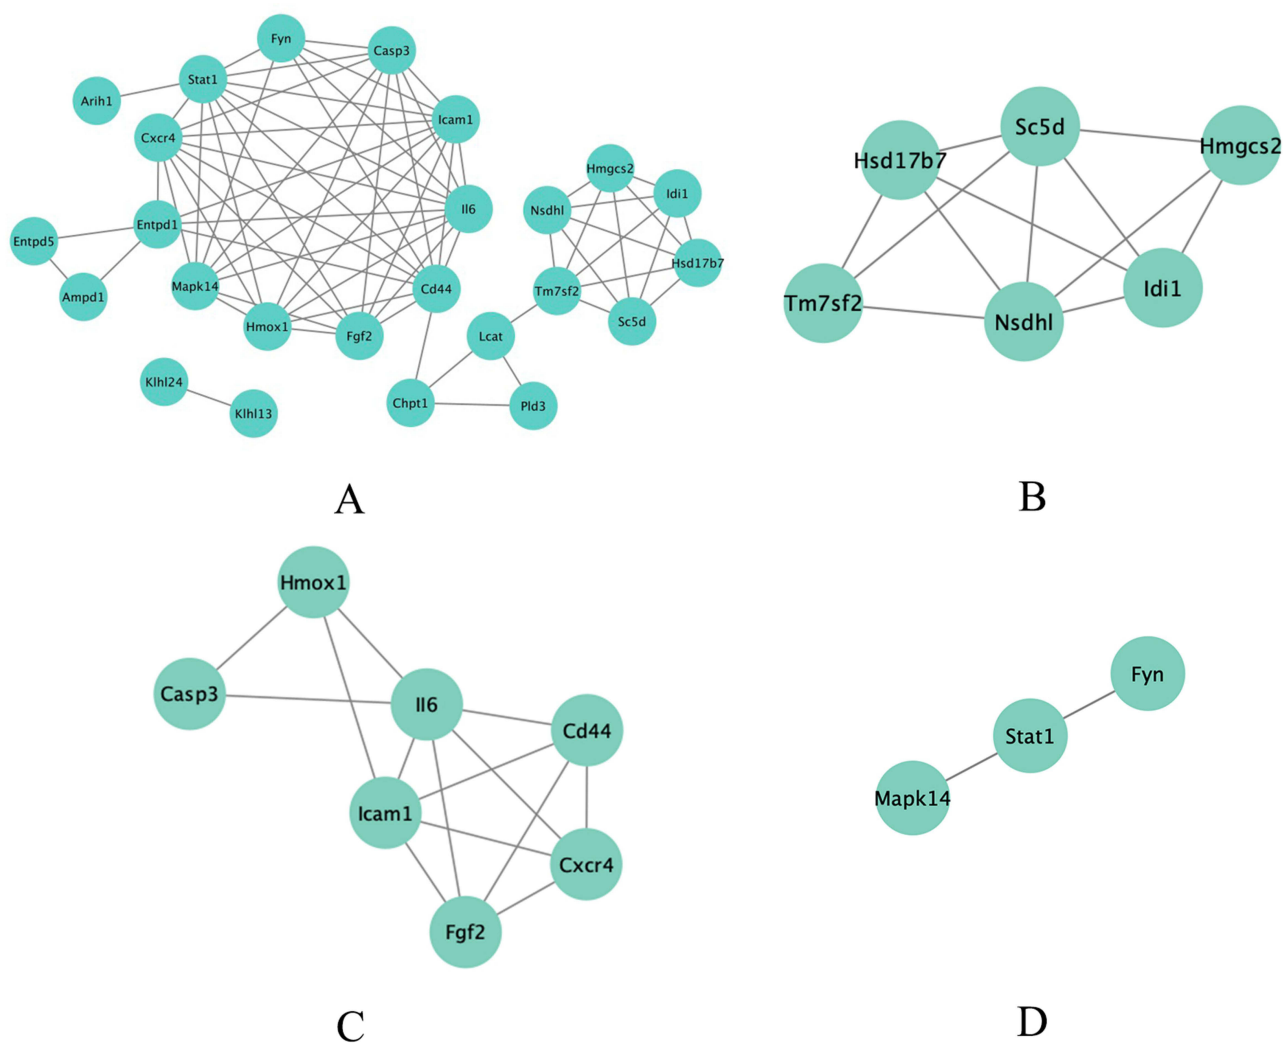 Fyn
Casp3
Stat1
Arih1
Icam1
Cxcr4
Hmgcs2
Idi1
Nsdhl
Il6
Entpd1
Entpd5
Hsd17b7
Mapk14
Cd44
Tm7sf2
Ampd1
Hmox1
Fgf2
Sc5d
Lcat
Klhl24
Chpt1
Pld3
Klhl13
A
Sc5d
Hmgcs2
Hsd17b7
Idi1
Tm7sf2
Nsdhl
B
Hmox1
Casp3
Il6
Cd44
Icam1
Cxcr4
Fgf2
C
Fyn
Stat1
Mapk14
D